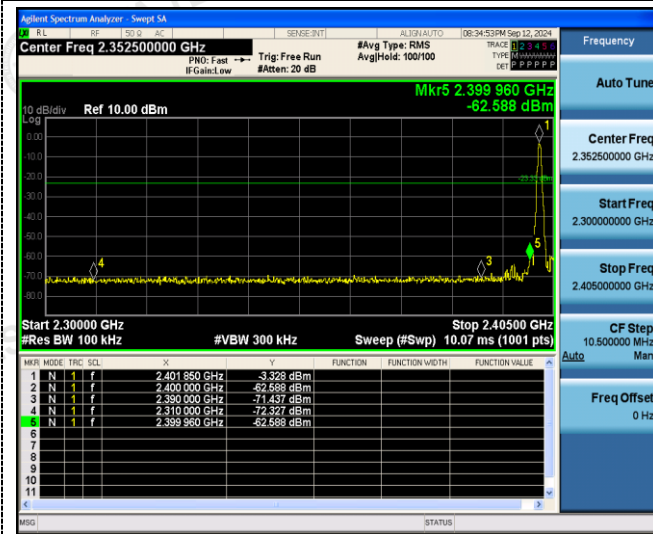 Agilent Spectrum Analyzer - Swept SA
RL RF 50 Ω AC SENSE:INT ALIGNAUTO 08:34:53PM Sep 12, 2024
Center Freq 2.352500000 GHz
PNO: Fast
IFGain:Low
Trig: Free Run
#Atten: 20 dB
#Avg Type: RMS
Avg|Hold: 100/100
TRACE 1 2 3 4 5 6
TYPE M
DET P P P P P P
Mkr5 2.399 960 GHz
-62.588 dBm
10 dB/div Ref 10.00 dBm
Log
0.00
-10.0
-20.0
-30.0
-40.0
-50.0
-60.0
-70.0
-80.0
1
5
3
4
Start 2.30000 GHz Stop 2.40500 GHz
#Res BW 100 kHz #VBW 300 kHz Sweep (#Swp) 10.07 ms (1001 pts)
MKR MODE TRC SCL X Y FUNCTION FUNCTION WIDTH FUNCTION VALUE
1 N 1 f 2.401 850 GHz -3.328 dBm
2 N 1 f 2.400 000 GHz -62.588 dBm
3 N 1 f 2.390 000 GHz -71.437 dBm
4 N 1 f 2.310 000 GHz -72.327 dBm
5 N 1 f 2.399 960 GHz -62.588 dBm
6
7
8
9
10
11
MSG STATUS
Frequency
Auto Tune
Center Freq
2.352500000 GHz
Start Freq
2.300000000 GHz
Stop Freq
2.405000000 GHz
CF Step
10.500000 MHz
Auto Man
Freq Offset
0 Hz